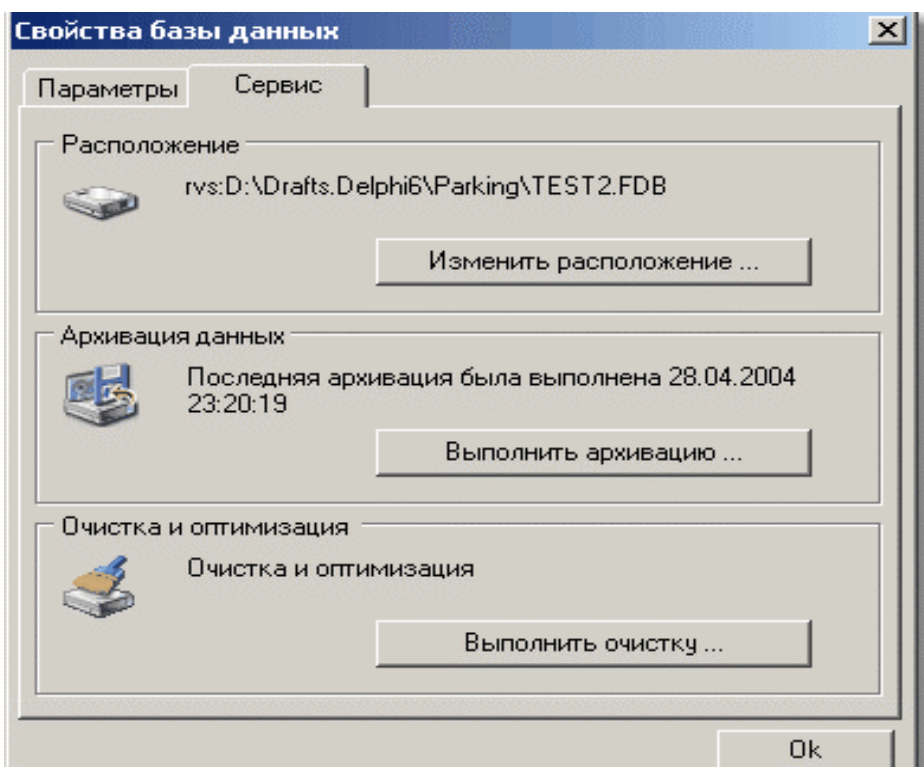 Свойства базы данных
Параметры
Сервис
Расположение
rvs:D:\Drafts.Delphi6\Parking\TEST2.FDB
Изменить расположение ...
Архивация данных
Последняя архивация была выполнена 28.04.2004
23:20:19
Выполнить архивацию ...
Очистка и оптимизация
Очистка и оптимизация
Выполнить очистку ...
Ok